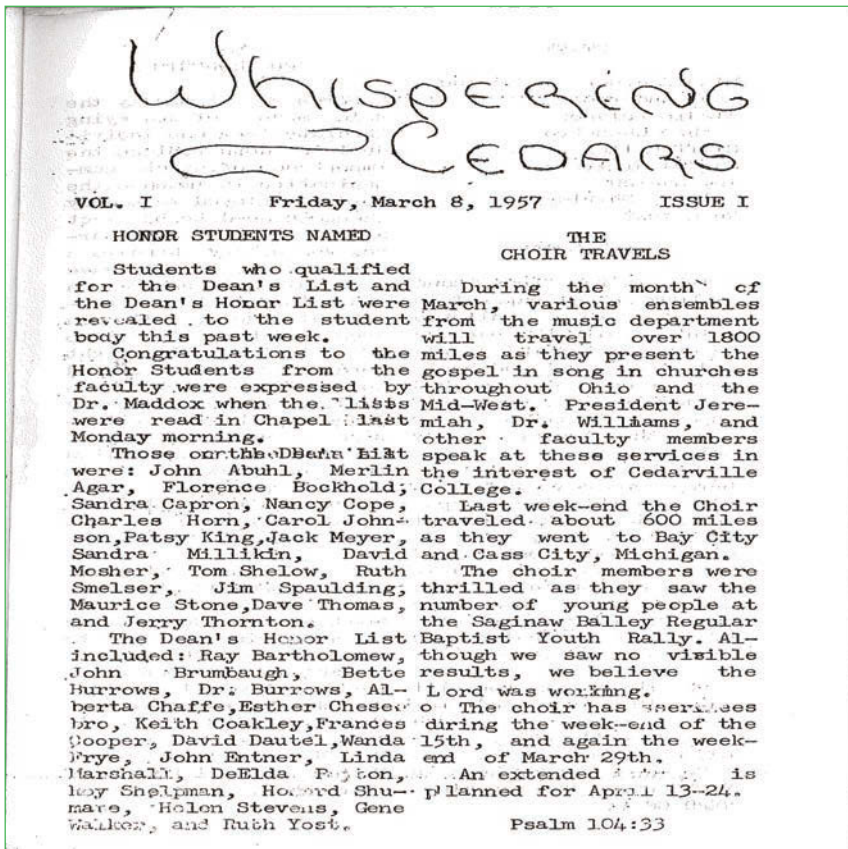 WHISPERING
CEDARS
VOL. I Friday, March 8, 1957 ISSUE I
HONOR STUDENTS NAMED
Students who qualified
for the Dean's List and
the Dean's Honor List were
revealed to the student
body this past week.
Congratulations to the
Honor Students from the
faculty were expressed by
Dr. Maddox when the lists
were read in Chapel last
Monday morning.
Those on the Dean's List
were: John Abuhl, Merlin
Agar, Florence Bockhold,
Sandra Capron, Nancy Cope,
Charles Horn, Carol John-
son,Patsy King,Jack Meyer,
Sandra Millikin, David
Mosher, Tom Shelow, Ruth
Smelser, Jim Spaulding,
Maurice Stone,Dave Thomas,
and Jerry Thornton.
The Dean's Honor List
included: Ray Bartholomew,
John Brumbaugh, Bette
Burrows, Dr. Burrows, Al-
berta Chaffe,Esther Chesee
bro, Keith Coakley,Frances
Cooper, David Dautel,Wanda
Frye, John Entner, Linda
Marshall, DeElda
Roy Shelpman, Howard Shu-
mare, Helen Stevens, Gene
Walker, and Ruth Yost.
THE
CHOIR TRAVELS
During the month of
March, various ensembles
from the music department
will travel over 1800
miles as they present the
gospel in song in churches
throughout Ohio and the
Mid-West. President Jere-
miah, Dr. Williams, and
other faculty members
speak at these services in
the interest of Cedarville
College.
Last week-end the Choir
traveled about 600 miles
as they went to Bay City
and Cass City, Michigan.
The choir members were
thrilled as they saw the
number of young people at
the Saginaw Balley Regular
Baptist Youth Rally. Al-
though we saw no visible
results, we believe the
Lord was working.
The choir has
diring the week-end of the
15th, and again the week-
end of March 29th.
An extended is
planned for April 13-24.
Psalm 104:33